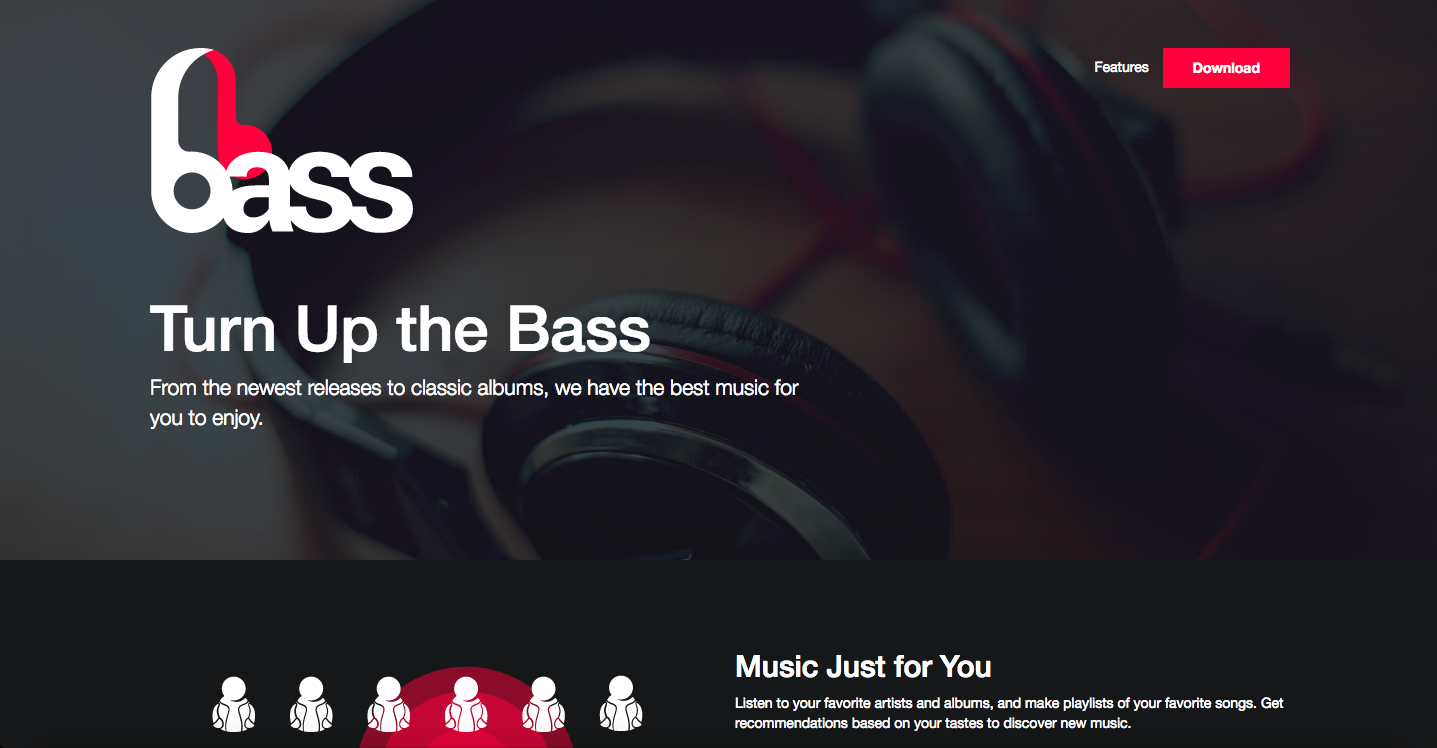 Features
Download
bass
Turn Up the Bass
From the newest releases to classic albums, we have the best music for
you to enjoy.
Music Just for You
Listen to your favorite artists and albums, and make playlists of your favorite songs. Get
recommendations based on your tastes to discover new music.